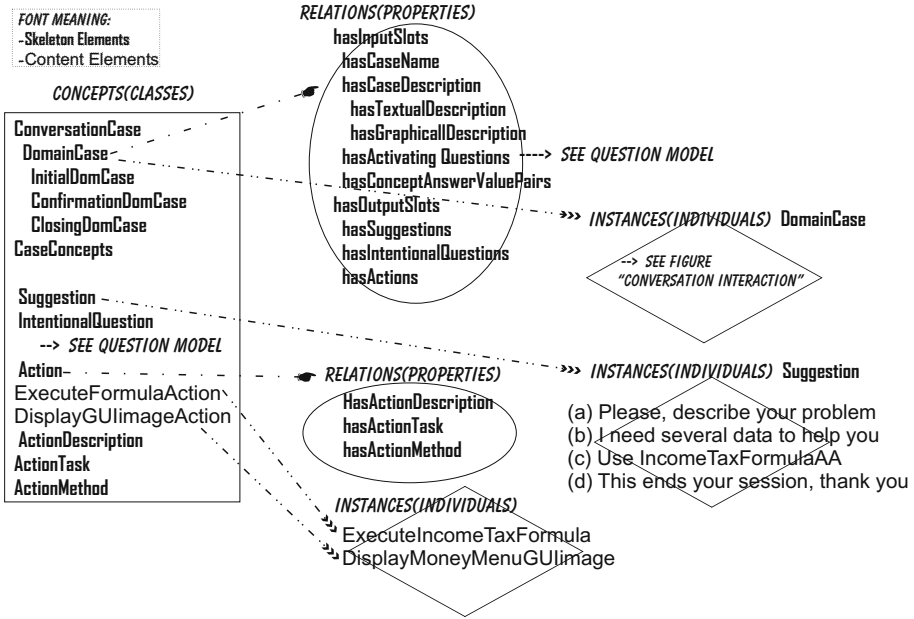 FONT MEANING:
-Skeleton Elements
-Content Elements
CONCEPTS(CLASSES)
ConversationCase
DomainCase
InitialDomCase
ConfirmationDomCase
ClosingDomCase
CaseConcepts
Suggestion
IntentionalQuestion
--> SEE QUESTION MODEL
Action
ExecuteFormulaAction
DisplayGUIimageAction
ActionDescription
ActionTask
ActionMethod
RELATIONS(PROPERTIES)
hasInputSlots
hasCaseName
hasCaseDescription
hasTextualDescription
hasGraphicallDescription
hasActivating Questions ----> SEE QUESTION MODEL
hasConceptAnswerValuePairs
hasOutputSlots
hasSuggestions
hasIntentionalQuestions
hasActions
INSTANCES(INDIVIDUALS) DomainCase
--> SEE FIGURE
"CONVERSATION INTERACTION"
RELATIONS(PROPERTIES)
HasActionDescription
hasActionTask
hasActionMethod
INSTANCES(INDIVIDUALS) Suggestion
(a) Please, describe your problem
(b) I need several data to help you
(c) Use IncomeTaxFormulaAA
(d) This ends your session, thank you
INSTANCES(INDIVIDUALS)
ExecuteIncomeTaxFormula
DisplayMoneyMenuGUIimage